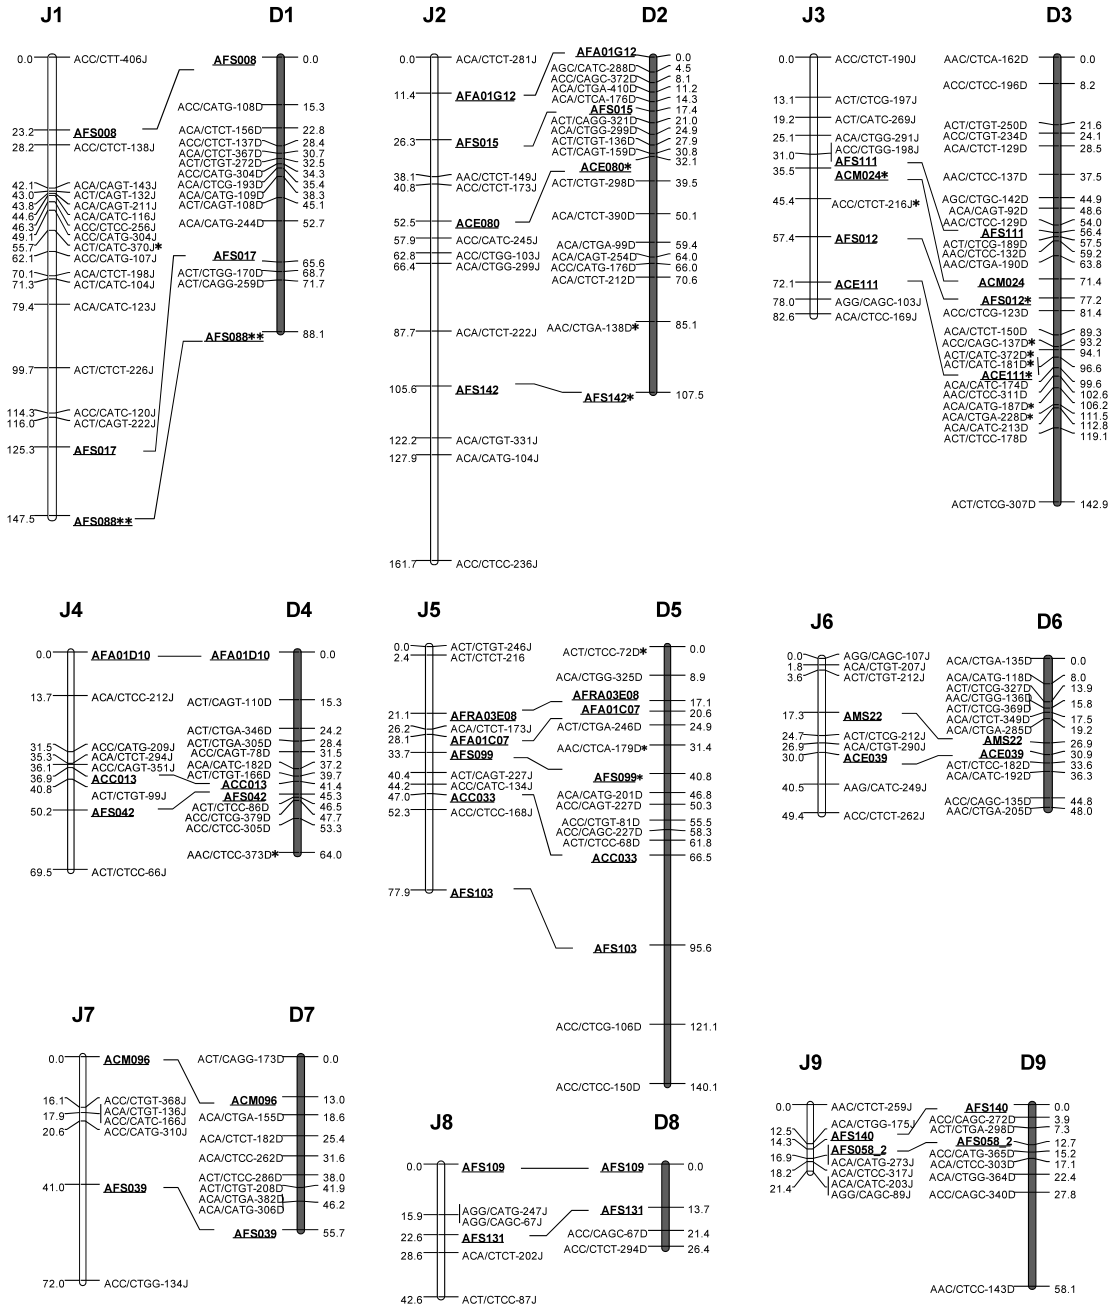 J1 D1
0.0 ACC/CTT-406J
23.2 AFS008
28.2 ACC/CTCT-138J
42.1 ACA/CAGT-143J
43.0 ACT/CAGT-132J
43.8 ACA/CAGT-211J
44.6 ACA/CATC-116J
46.3 ACC/CTCC-256J
49.1 ACC/CATG-304J
55.7 ACT/CATC-370J*
62.1 ACC/CATG-107J
70.1 ACA/CTCT-198J
71.3 ACT/CATC-104J
79.4 ACA/CATC-123J
99.7 ACT/CTCT-226J
114.3 ACC/CATC-120J
116.0 ACT/CAGT-222J
125.3 AFS017
147.5 AFS088**
AFS008 0.0
ACC/CATG-108D 15.3
ACA/CTCT-156D 22.8
ACC/CTCC-137D 28.4
ACA/CTCT-367D 30.7
ACT/CTGT-272D 32.5
ACC/CATG-304D 34.3
ACA/CTCG-193D 35.4
ACA/CATG-109D 38.3
ACT/CAGT-108D 45.1
ACA/CATG-244D 52.7
AFS017 65.6
ACT/CTGG-170D 68.7
ACT/CAGG-259D 71.7
AFS088** 88.1
J2 D2
0.0 ACA/CTCT-281J
11.4 AFA01G12
26.3 AFS015
38.1 AAC/CTCT-149J
40.8 ACC/CTCT-173J
52.5 ACE080
57.9 ACC/CATC-245J
62.8 ACC/CTGG-103J
66.4 ACA/CTGG-299J
87.7 ACA/CTCT-222J
105.6 AFS142
122.2 ACA/CTGT-331J
127.9 ACA/CATG-104J
161.7 ACC/CTCC-236J
AFA01G12 0.0
AGC/CATC-288D 4.5
ACC/CAGC-372D 8.1
ACA/CTGA-410D 11.2
ACA/CTCA-176D 14.3
AFS015 17.4
ACT/CAGG-321D 21.0
ACA/CTGG-299D 24.9
ACT/CTGT-136D 27.9
ACT/CAGT-159D 30.8
ACE080* 32.1
ACT/CTGT-298D 39.5
ACA/CTCT-390D 50.1
ACA/CTGA-99D 59.4
ACA/CAGT-254D 64.0
ACC/CATG-176D 66.0
ACT/CTCT-212D 70.6
AAC/CTGA-138D* 85.1
AFS142* 107.5
J3 D3
0.0 ACC/CTCT-190J
13.1 ACT/CTCG-197J
19.2 ACT/CATC-269J
25.1 ACA/CTGG-291J
31.0 ACC/CTGG-198J
AFS111
35.5 ACM024*
45.4 ACC/CTCT-216J*
57.4 AFS012
72.1 ACE111
78.0 AGG/CAGC-103J
82.6 ACA/CTCC-169J
AAC/CTCA-162D 0.0
ACC/CTCC-196D 8.2
ACT/CTGT-250D 21.6
ACT/CTGC-234D 24.1
ACA/CTCT-129D 28.5
AAC/CTCC-137D 37.5
AGC/CTGC-142D 44.9
ACA/CAGT-92D 48.6
AAC/CTCC-129D 54.0
AFS111 56.4
ACT/CTCG-189D 57.5
AAC/CTCC-132D 59.2
AAC/CTGA-190D 63.8
ACM024 71.4
AFS012* 77.2
ACC/CTCG-123D 81.4
ACA/CTCT-150D 89.3
ACC/CAGC-137D* 93.2
ACT/CATC-372D* 94.1
ACT/CATC-181D*
ACE111* 96.6
ACA/CATC-174D 99.6
AAC/CTCC-311D 102.6
ACA/CATG-187D* 106.2
ACA/CTGA-228D* 111.5
ACA/CATC-213D 112.8
ACT/CTCC-178D 119.1
ACT/CTCG-307D 142.9
J4 D4
0.0 AFA01D10
13.7 ACA/CTCC-212J
31.5 ACC/CATG-209J
35.3 ACA/CTCT-294J
36.1 ACC/CAGT-351J
36.9 ACC013
40.8 ACT/CTGT-99J
50.2 AFS042
69.5 ACT/CTCC-66J
AFA01D10 0.0
ACT/CAGT-110D 15.3
ACT/CTGA-346D 24.2
ACA/CTGA-305D 28.4
ACC/CAGT-78D 31.5
ACA/CATC-182D 37.2
ACT/CTGT-166D 39.7
ACC013 41.4
AFS042 45.3
ACT/CTCC-86D 46.5
ACC/CTCG-379D 47.7
ACC/CTCC-305D 53.3
AAC/CTCC-373D* 64.0
J5 D5
0.0 ACT/CTGT-246J
2.4 ACT/CTCT-216
21.1 AFRA03E08
26.2 ACA/CTCT-173J
28.1 AFA01C07
33.7 AFS099
40.4 ACT/CAGT-227J
44.2 ACC/CATC-134J
47.0 ACC033
52.3 ACC/CTCC-168J
77.9 AFS103
ACT/CTCC-72D* 0.0
ACA/CTGG-325D 8.9
AFRA03E08 17.1
AFA01C07 20.6
ACT/CTGA-246D 24.9
AAC/CTCA-179D* 31.4
AFS099* 40.8
ACA/CATG-201D 46.8
ACC/CAGT-227D 50.3
ACC/CTGT-81D 55.5
ACC/CAGC-227D 58.3
ACT/CTCC-68D 61.8
ACC033 66.5
AFS103 95.6
ACC/CTCG-106D 121.1
ACC/CTCC-150D 140.1
J6 D6
0.0 AGG/CAGC-107J
1.8 ACA/CTGT-207J
3.6 ACT/CTGT-212J
17.3 AMS22
24.7 ACT/CTCG-212J
26.9 ACA/CTGT-290J
30.0 ACE039
40.5 AAG/CATC-249J
49.4 ACC/CTCT-262J
ACA/CTGA-135D 0.0
ACA/CATG-118D 8.0
ACT/CTCG-327D 13.9
AAC/CTGG-136D 15.8
ACT/CTCG-369D
ACA/CTCT-349D 17.5
ACA/CTGA-285D 19.2
AMS22 26.9
ACE039 30.9
ACT/CTCC-182D 33.6
ACA/CATC-192D 36.3
ACC/CAGC-135D 44.8
AAC/CTGA-205D 48.0
J7 D7
0.0 ACM096
16.1 ACC/CTGT-368J
17.9 ACA/CTGT-136J
ACC/CATC-166J
20.6 ACC/CATG-310J
41.0 AFS039
72.0 ACC/CTGG-134J
ACT/CAGG-173D 0.0
ACM096 13.0
ACA/CTGA-155D 18.6
ACA/CTCT-182D 25.4
ACA/CTCC-262D 31.6
ACT/CTCC-286D 38.0
ACT/CTGT-208D 41.9
ACA/CTGA-382D 46.2
ACA/CATG-306D
AFS039 55.7
J8 D8
0.0 AFS109
15.9 AGG/CATG-247J
AGG/CAGC-67J
22.6 AFS131
28.6 ACA/CTCT-202J
42.6 ACT/CTCC-87J
AFS109 0.0
AFS131 13.7
ACC/CAGC-67D 21.4
ACC/CTCT-294D 26.4
J9 D9
0.0 AAC/CTCT-259J
12.5 ACA/CTGG-175J
14.3 AFS140
16.9 AFS058_2
ACA/CATG-273J
18.2 ACA/CTCC-317J
21.4 ACA/CATC-203J
AGG/CAGC-89J
AFS140 0.0
ACC/CAGC-272D 3.9
ACT/CTGA-298D 7.3
AFS058_2 12.7
ACC/CATG-365D 15.2
ACA/CTCC-303D 17.1
ACA/CTGG-364D 22.4
ACC/CAGC-340D 27.8
AAC/CTCC-143D 58.1